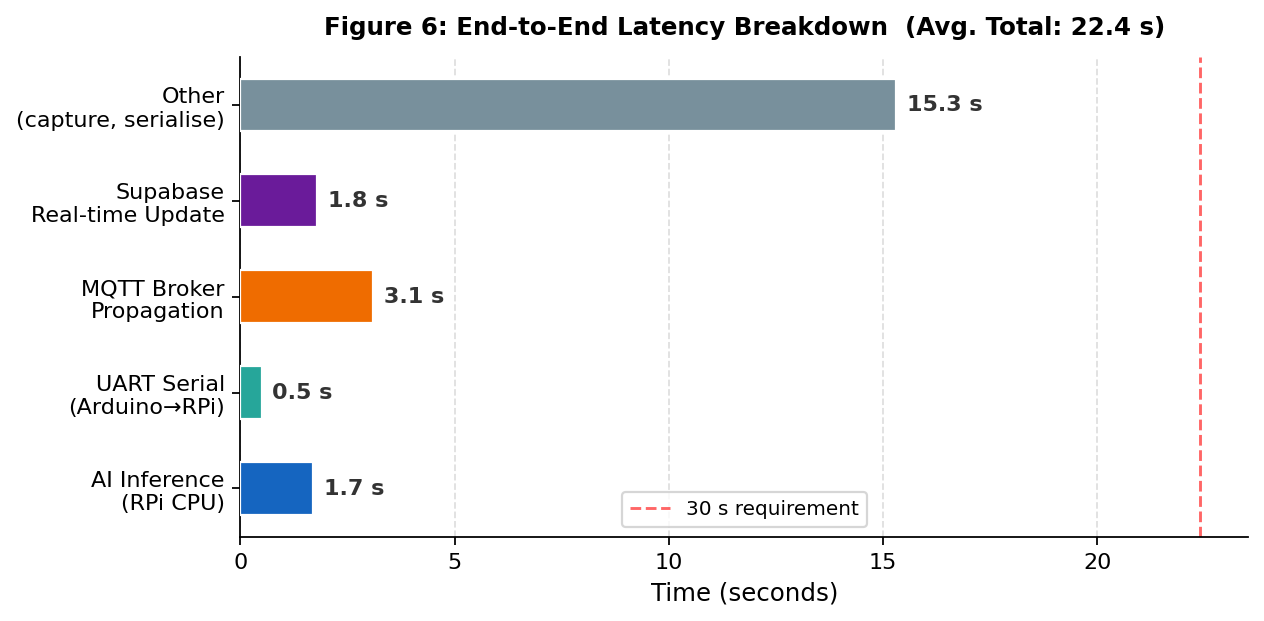 Figure 6: End-to-End Latency Breakdown  (Avg. Total: 22.4 s)
Other
(capture, serialise)
15.3 s
Supabase
Real-time Update
1.8 s
MQTT Broker
Propagation
3.1 s
UART Serial
(Arduino→RPi)
0.5 s
AI Inference
(RPi CPU)
1.7 s
30 s requirement
0 5 10 15 20
Time (seconds)